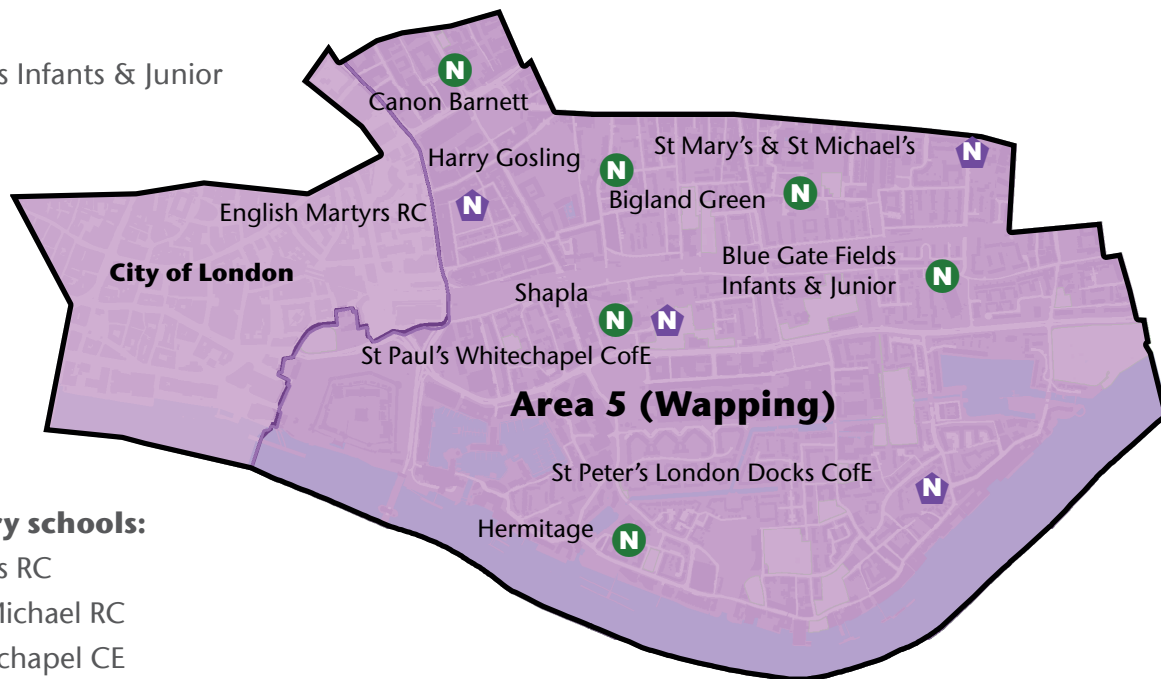 s Infants & Junior
N
Canon Barnett
Harry Gosling
N
St Mary's & St Michael's
N
English Martyrs RC
N
Bigland Green
N
City of London
Blue Gate Fields
Infants & Junior
N
Shapla
N
N
St Paul's Whitechapel CofE
Area 5 (Wapping)
St Peter's London Docks CofE
N
Hermitage
N
ry schools:
s RC
Michael RC
chapel CE